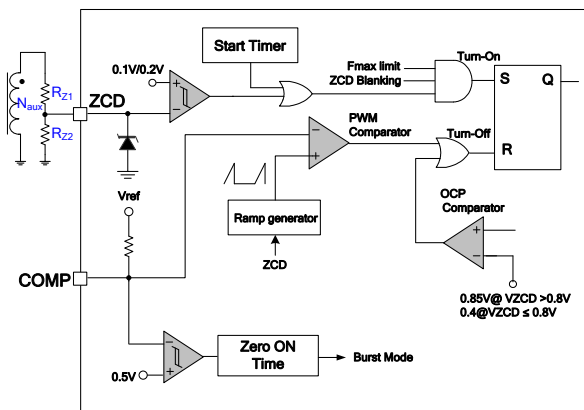 Start Timer
0.1V/0.2V
Fmax limit
ZCD Blanking
Turn-On
S
Q
R
Naux
RZ1
RZ2
ZCD
PWM
Comparator
Turn-Off
Vref
Ramp generator
ZCD
OCP
Comparator
COMP
0.85V@ VZCD >0.8V
0.4@VZCD ≤ 0.8V
0.5V
Zero ON
Time
Burst Mode